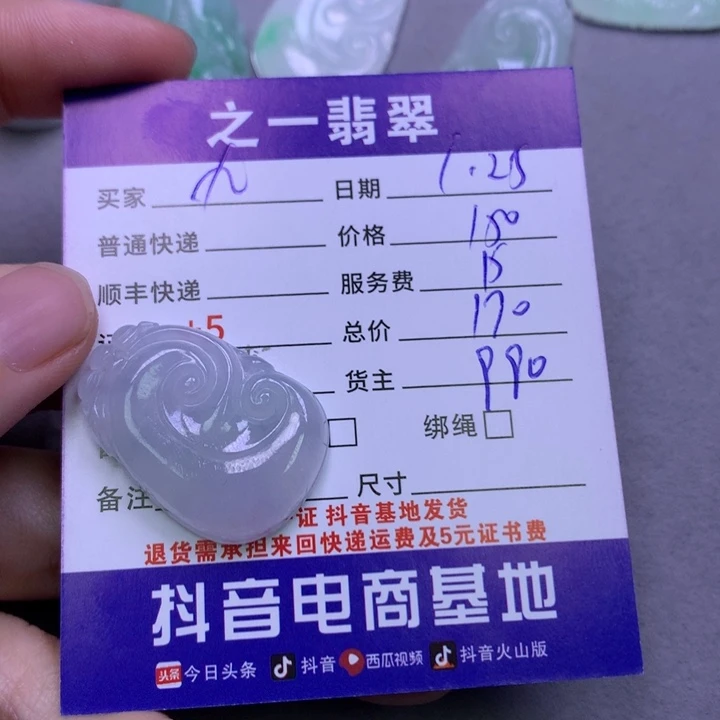 之一翡翠
买家 九 日期 1.25
普通快递 价格 150
顺丰快递 服务费 15
+5 总价 170
货主 990
绑绳
备注 尺寸
证 抖音基地发货
退货需承担来回快递运费及5元证书费
抖音电商基地
头条 今日头条 抖音 西瓜视频 抖音火山版